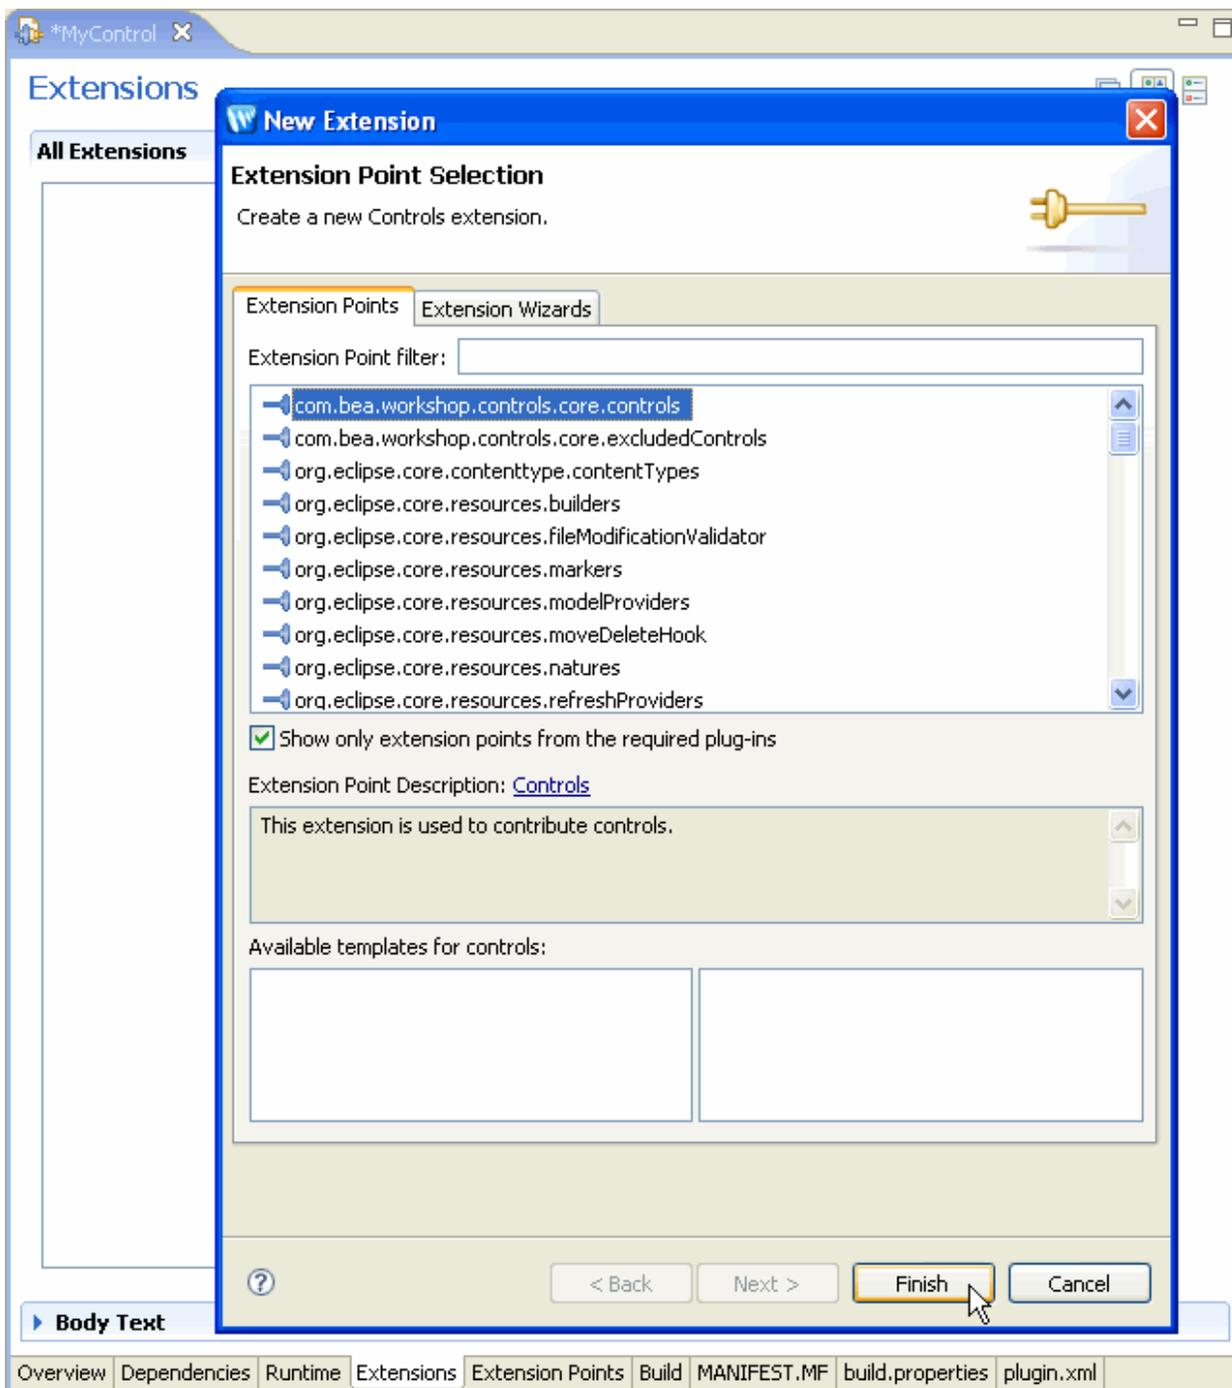 *MyControl
Extensions
All Extensions
New Extension
Extension Point Selection
Create a new Controls extension.
Extension Points
Extension Wizards
Extension Point filter:
com.bea.workshop.controls.core.controls
com.bea.workshop.controls.core.excludedControls
org.eclipse.core.contenttype.contentTypes
org.eclipse.core.resources.builders
org.eclipse.core.resources.fileModificationValidator
org.eclipse.core.resources.markers
org.eclipse.core.resources.modelProviders
org.eclipse.core.resources.moveDeleteHook
org.eclipse.core.resources.natures
org.eclipse.core.resources.refreshProviders
Show only extension points from the required plug-ins
Extension Point Description: Controls
This extension is used to contribute controls.
Available templates for controls:
?
< Back Next > Finish Cancel
Body Text
Overview Dependencies Runtime Extensions Extension Points Build MANIFEST.MF build.properties plugin.xml